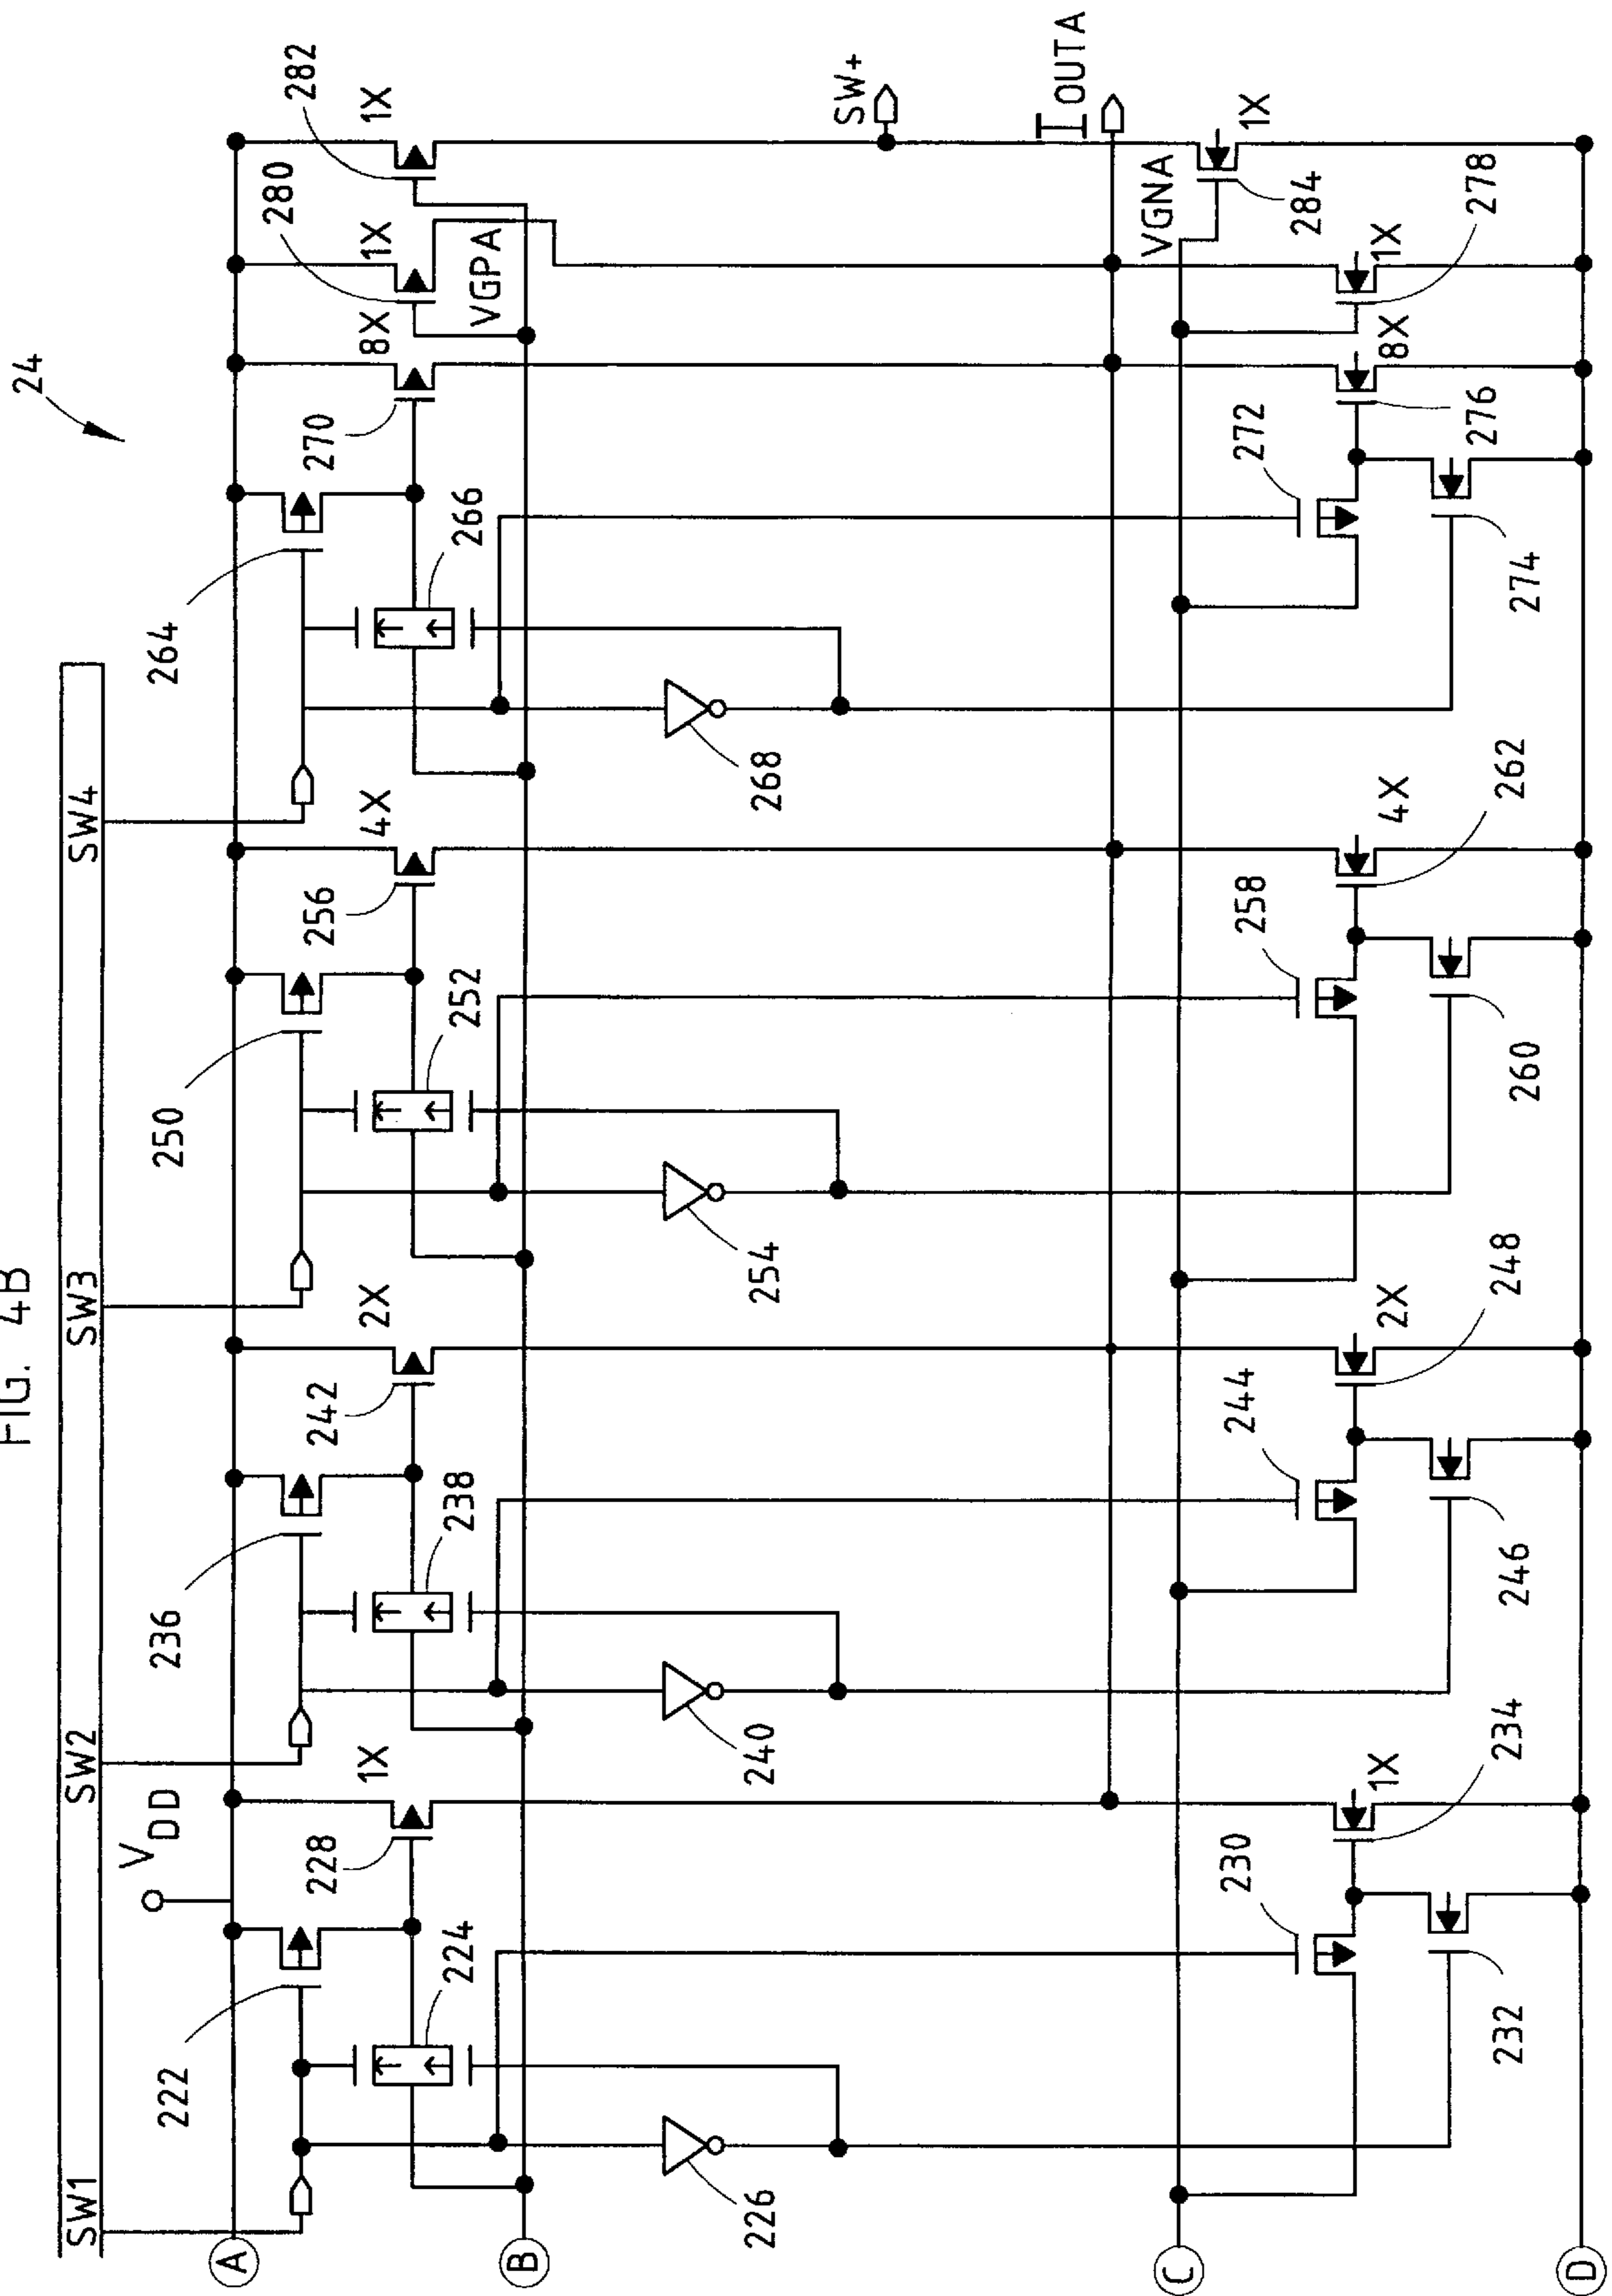 FIG. 4B
24
SW1
SW2
SW3
SW4
VDD
A
B
C
D
222
224
226
228
1X
230
232
234
1X
236
238
240
242
2X
244
246
248
2X
250
252
254
256
4X
258
260
262
4X
264
266
268
270
8X
272
274
276
8X
278
1X
280
1X
282
1X
284
1X
VGPA
VGNA
SW+
IOUTA